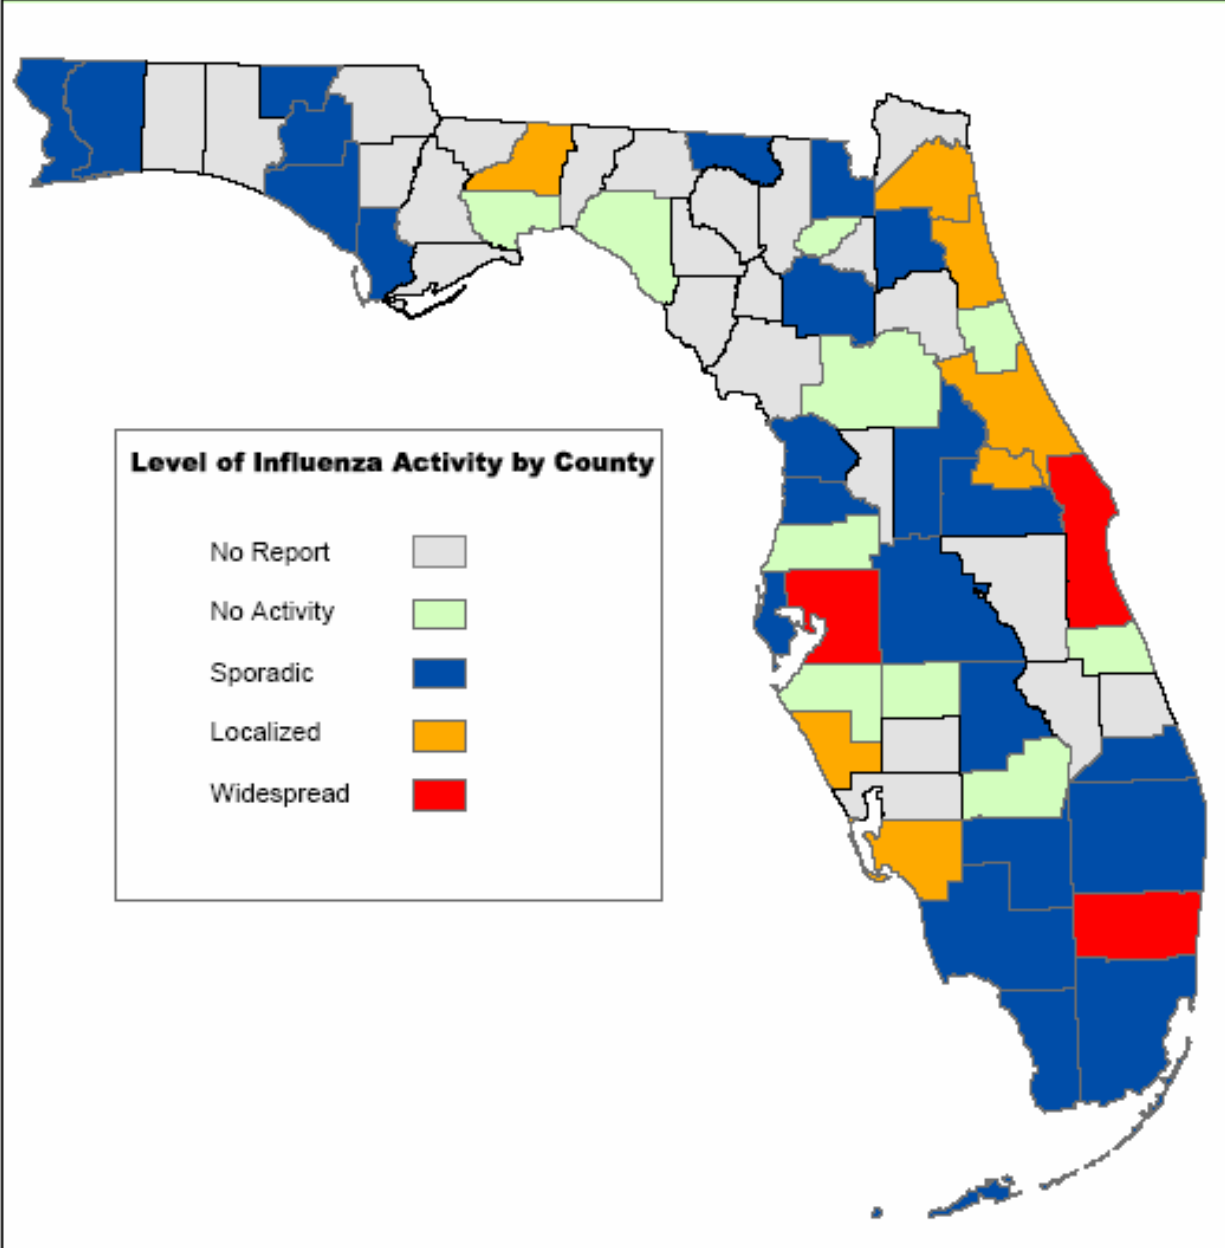 Level of Influenza Activity by County
No Report
No Activity
Sporadic
Localized
Widespread